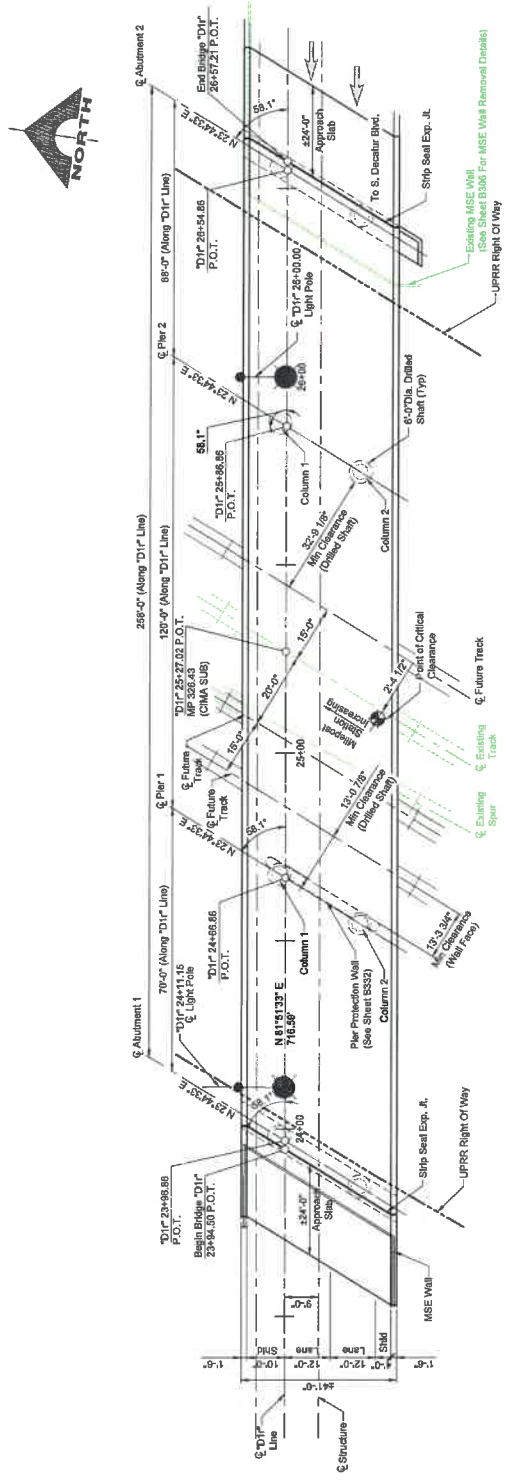 NORTH
℄ Abutment 1
258'-0" (Along "D1r" Line)
℄ Abutment 2
70'-0" (Along "D1r" Line)
℄ Pier 1
120'-0" (Along "D1r" Line)
℄ Pier 2
68'-0" (Along "D1r" Line)
"D1r" 23+96.86
P.O.T.
Begin Bridge "D1r"
23+94.50 P.O.T.
"D1r" 24+11.15
℄ Light Pole
N 23°44'33" E
58.1°
24+00
±24'-0"
Approach
Slab
"D1r" 24+66.86
P.O.T.
N 23°44'33" E
58.1°
Column 1
N 81°51'33" E
716.59'
Pier Protection Wall
(See Sheet B332)
Column 2
℄ Future
Track
℄ Future
Track
15'-0"
20'-0"
15'-0"
"D1r" 25+27.02 P.O.T.
MP 326.43
(CIMA SUB)
25+00
13'-0 7/8"
Min Clearance
(Drilled Shaft)
13'-3 3/4"
Min Clearance
(Wall Face)
Milepost
Station
Increasing
Point of Critical
Clearance
2'-4 1/2"
℄ Existing
Spur
℄ Existing
Track
℄ Future Track
32'-9 1/8"
Min Clearance
(Drilled Shaft)
"D1r" 25+86.86
P.O.T.
58.1°
N 23°44'33" E
Column 1
Column 2
6'-0"Dia. Drilled
Shaft (Typ)
26+00
℄ "D1r" 26+00.00
Light Pole
"D1r" 26+54.86
P.O.T.
End Bridge "D1r"
26+57.21 P.O.T.
N 23°44'33" E
58.1°
±24'-0"
Approach
Slab
To S. Decatur Blvd.
Strip Seal Exp. Jt.
Existing MSE Wall
(See Sheet B306 For MSE Wall Removal Details)
UPRR Right Of Way
UPRR Right Of Way
Strip Seal Exp. Jt.
MSE Wall
9'-0"
1'-6"
10'-0"
Shld
12'-0"
Lane
12'-0"
Lane
4'-0"
Shld
1'-6"
±41'-0"
℄ "D1r"
Line
℄ Structure